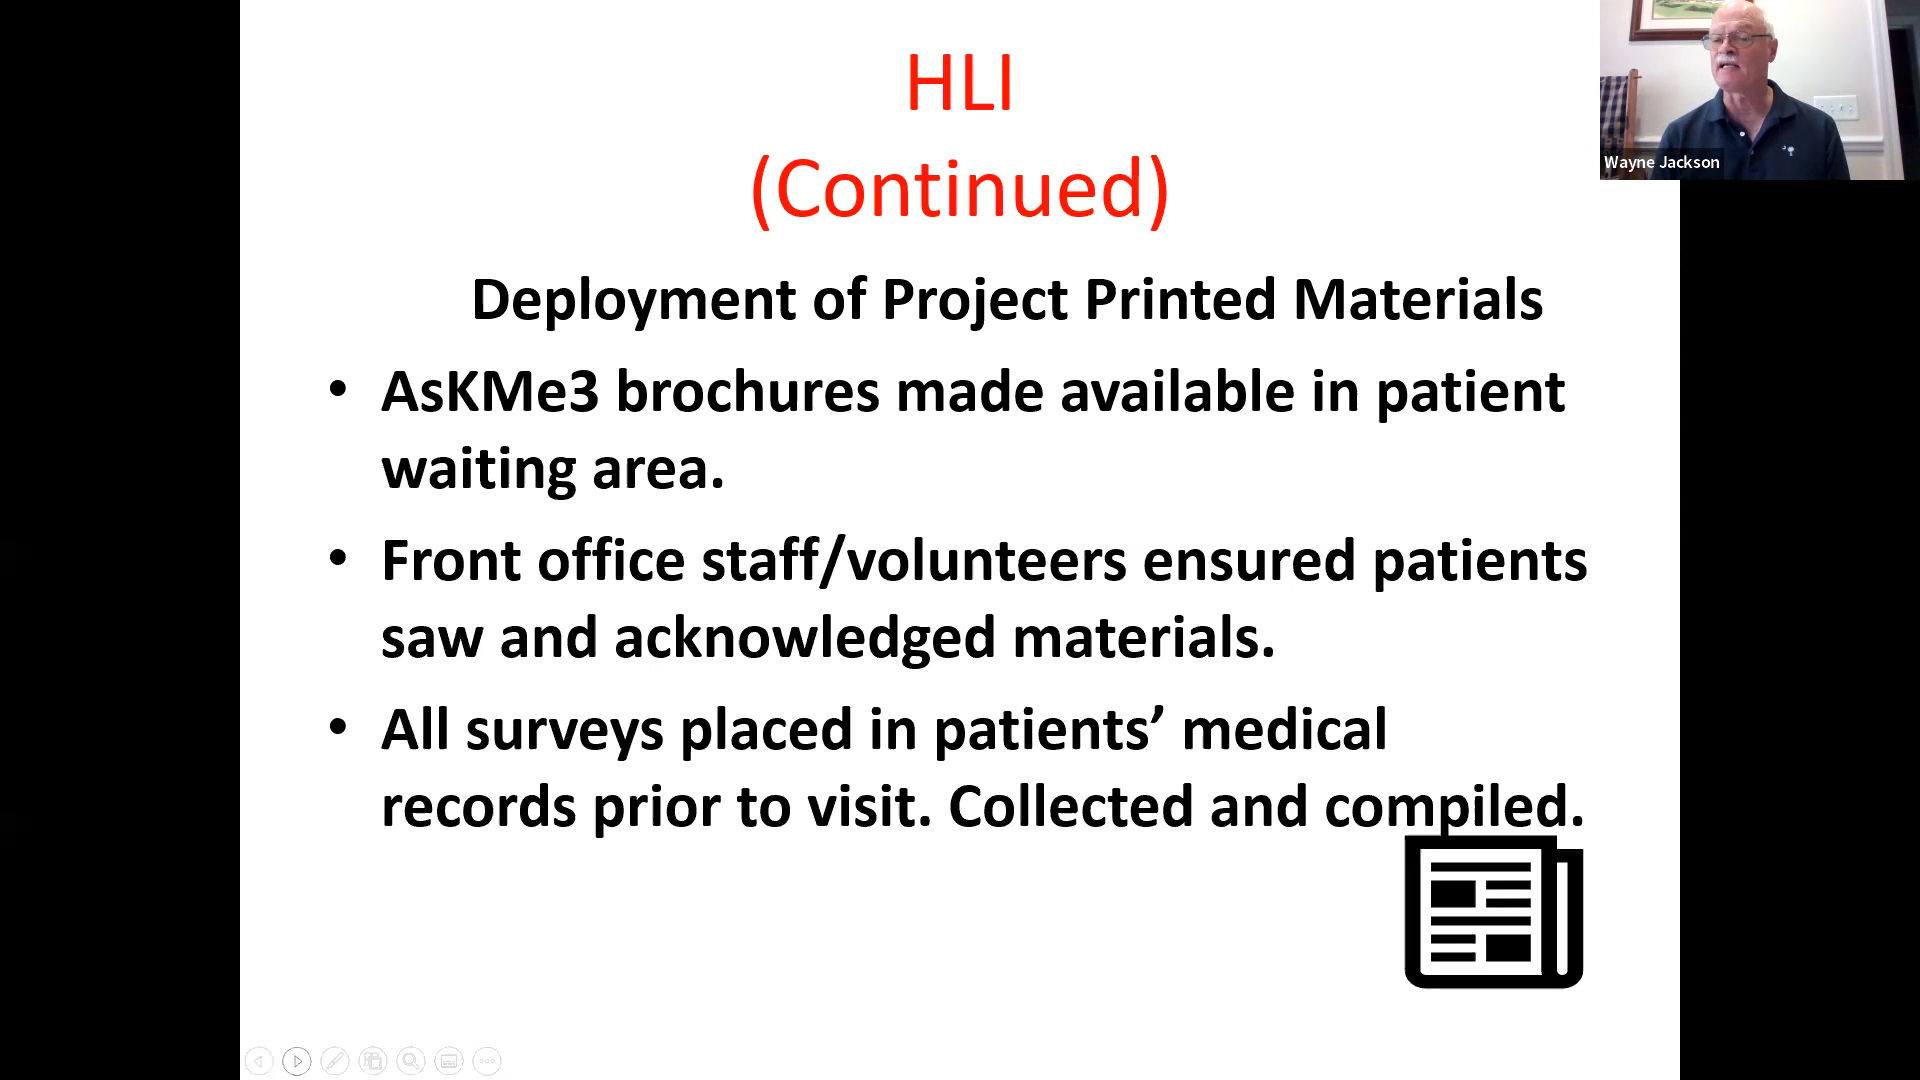 HLI
(Continued)
Wayne Jackson
Deployment of Project Printed Materials
• AsKMe3 brochures made available in patient
waiting area.
• Front office staff/volunteers ensured patients
saw and acknowledged materials.
• All surveys placed in patients’ medical
records prior to visit. Collected and compiled.